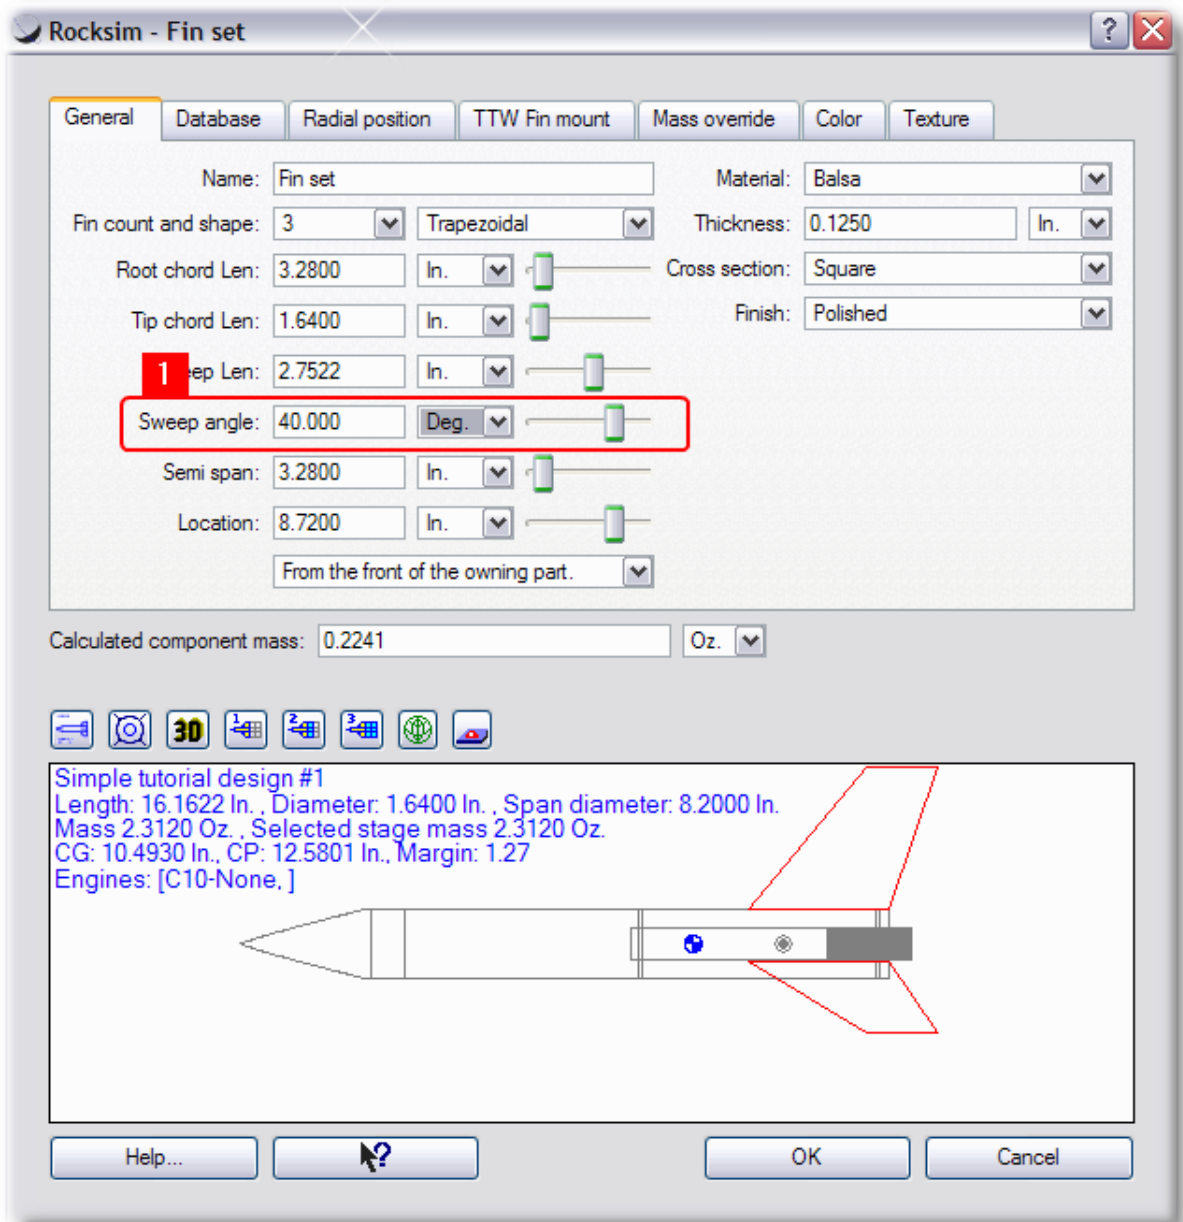 Rocksim - Fin set
General Database Radial position TTW Fin mount Mass override Color Texture
Name: Fin set Material: Balsa
Fin count and shape: 3 Trapezoidal Thickness: 0.1250 In.
Root chord Len: 3.2800 In. Cross section: Square
Tip chord Len: 1.6400 In. Finish: Polished
1 eep Len: 2.7522 In.
Sweep angle: 40.000 Deg.
Semi span: 3.2800 In.
Location: 8.7200 In.
From the front of the owning part.
Calculated component mass: 0.2241 Oz.
3D 1 2 3
Simple tutorial design #1
Length: 16.1622 In. , Diameter: 1.6400 In. , Span diameter: 8.2000 In.
Mass 2.3120 Oz. , Selected stage mass 2.3120 Oz.
CG: 10.4930 In., CP: 12.5801 In., Margin: 1.27
Engines: [C10-None, ]
Help... ? OK Cancel